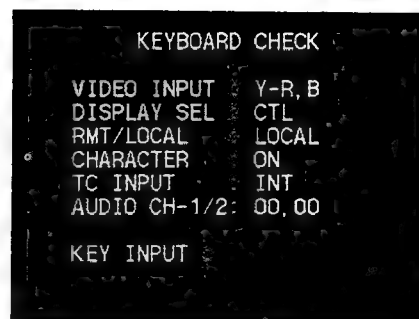 KEYBOARD CHECK
VIDEO INPUT : Y-R,B
DISPLAY SEL : CTL
RMT/LOCAL : LOCAL
CHARACTER : ON
TC INPUT : INT
AUDIO CH-1/2: 00,00
KEY INPUT :